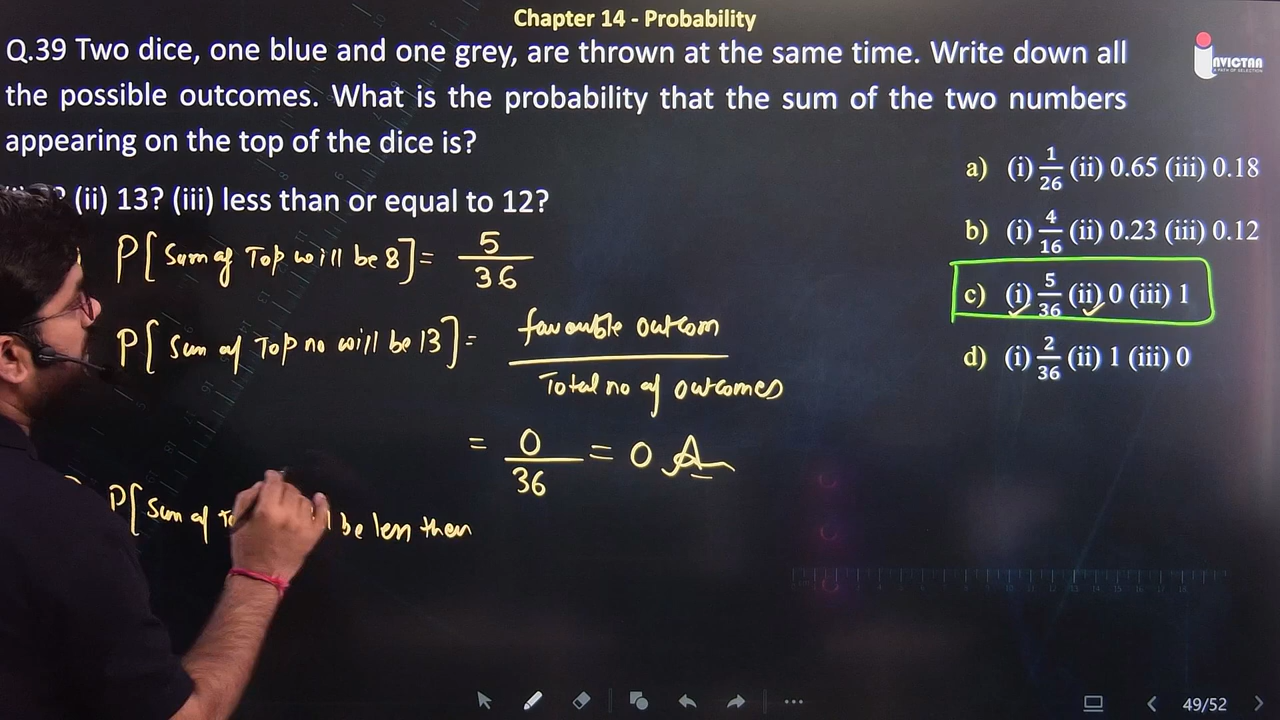 Chapter 14 - Probability
Q.39 Two dice, one blue and one grey, are thrown at the same time. Write down all
the possible outcomes. What is the probability that the sum of the two numbers
appearing on the top of the dice is?
? (ii) 13? (iii) less than or equal to 12?
INVICTAA
A PATH OF SELECTION
a) (i) 1/26 (ii) 0.65 (iii) 0.18
b) (i) 4/16 (ii) 0.23 (iii) 0.12
c) (i) 5/36 (ii) 0 (iii) 1
d) (i) 2/36 (ii) 1 (iii) 0
P[Sum of Top will be 8] = 5/36
P[Sum of Top no will be 13] = favouble outcom / Total no of outcomes
= 0/36 = 0 A
P[Sum of be less then
49/52